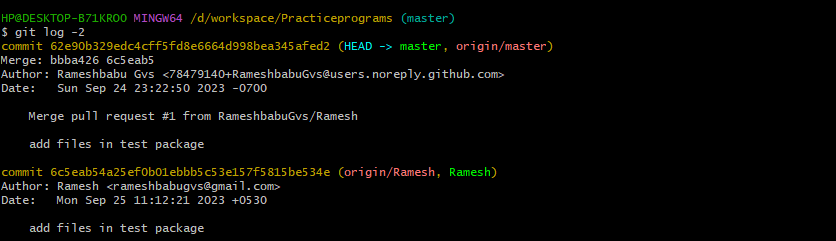 HP@DESKTOP-B71KROO MINGW64 /d/workspace/Practiceprograms (master)
$ git log -2
commit 62e90b329edc4cff5fd8e6664d998bea345afed2 (HEAD -> master, origin/master)
Merge: bbba426 6c5eab5
Author: Rameshbabu Gvs <78479140+RameshbabuGvs@users.noreply.github.com>
Date:   Sun Sep 24 23:22:50 2023 -0700
    Merge pull request #1 from RameshbabuGvs/Ramesh
    add files in test package
commit 6c5eab54a25ef0b01ebbb5c53e157f5815be534e (origin/Ramesh, Ramesh)
Author: Ramesh <rameshbabugvs@gmail.com>
Date:   Mon Sep 25 11:12:21 2023 +0530
    add files in test package